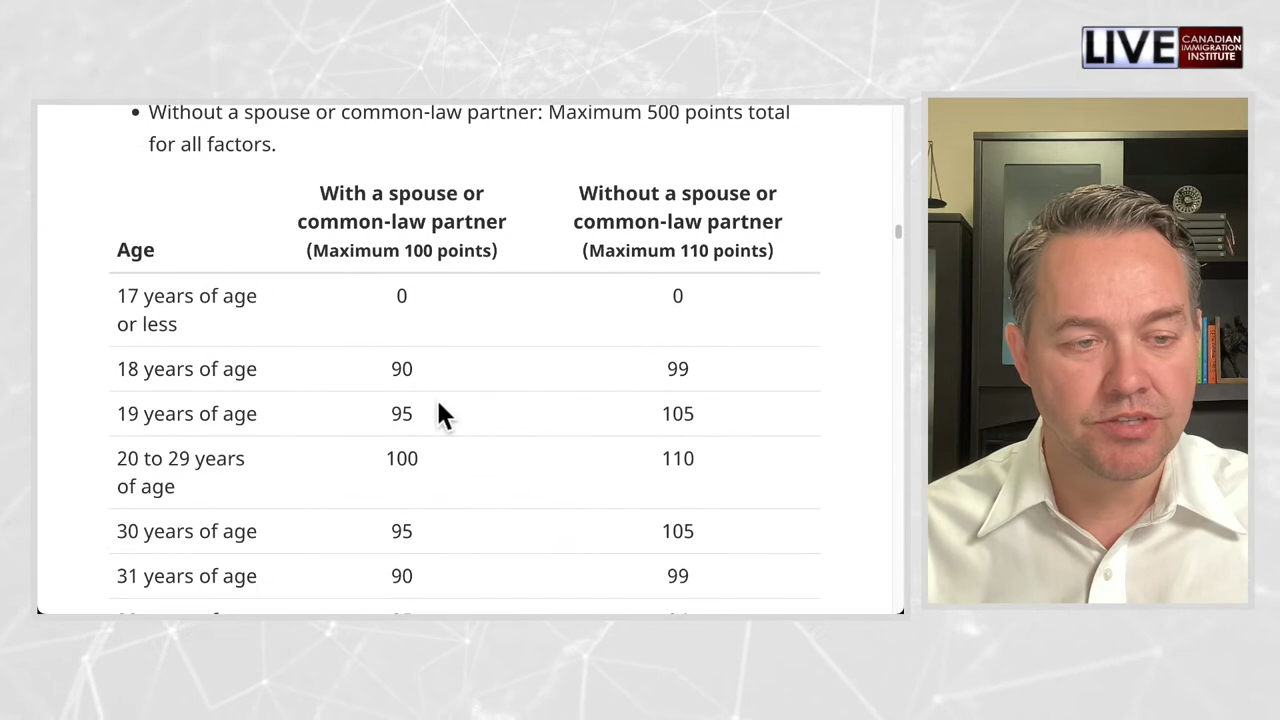 LIVE
CANADIAN
IMMIGRATION
INSTITUTE
• Without a spouse or common-law partner: Maximum 500 points total
for all factors.
Age
With a spouse or
common-law partner
(Maximum 100 points)
Without a spouse or
common-law partner
(Maximum 110 points)
17 years of age
or less
0
0
18 years of age 90 99
19 years of age 95 105
20 to 29 years
of age
100
110
30 years of age 95 105
31 years of age 90 99